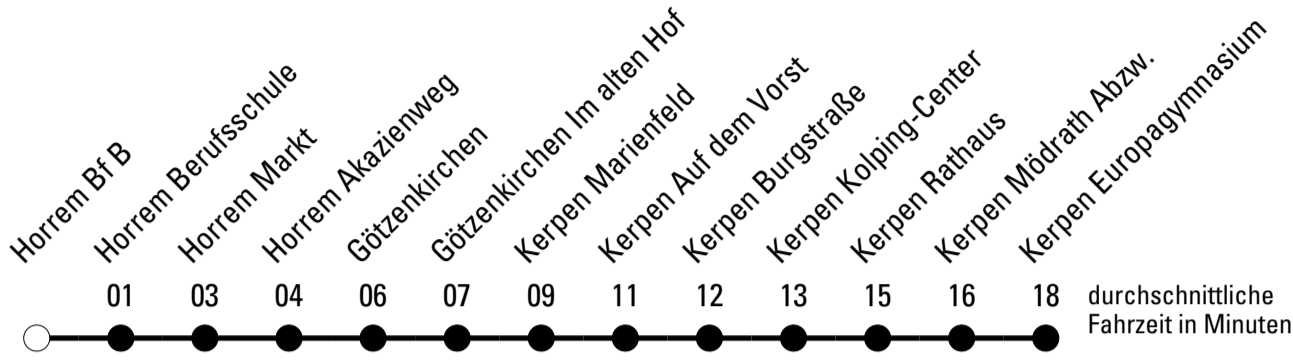 Horrem Bf B
Horrem Berufsschule
Horrem Markt
Horrem Akazienweg
Götzenkirchen
Götzenkirchen Im alten Hof
Kerpen Marienfeld
Kerpen Auf dem Vorst
Kerpen Burgstraße
Kerpen Kolping-Center
Kerpen Rathaus
Kerpen Mödrath Abzw.
Kerpen Europagymnasium
01 03 04 06 07 09 11 12 13 15 16 18 durchschnittliche
Fahrzeit in Minuten